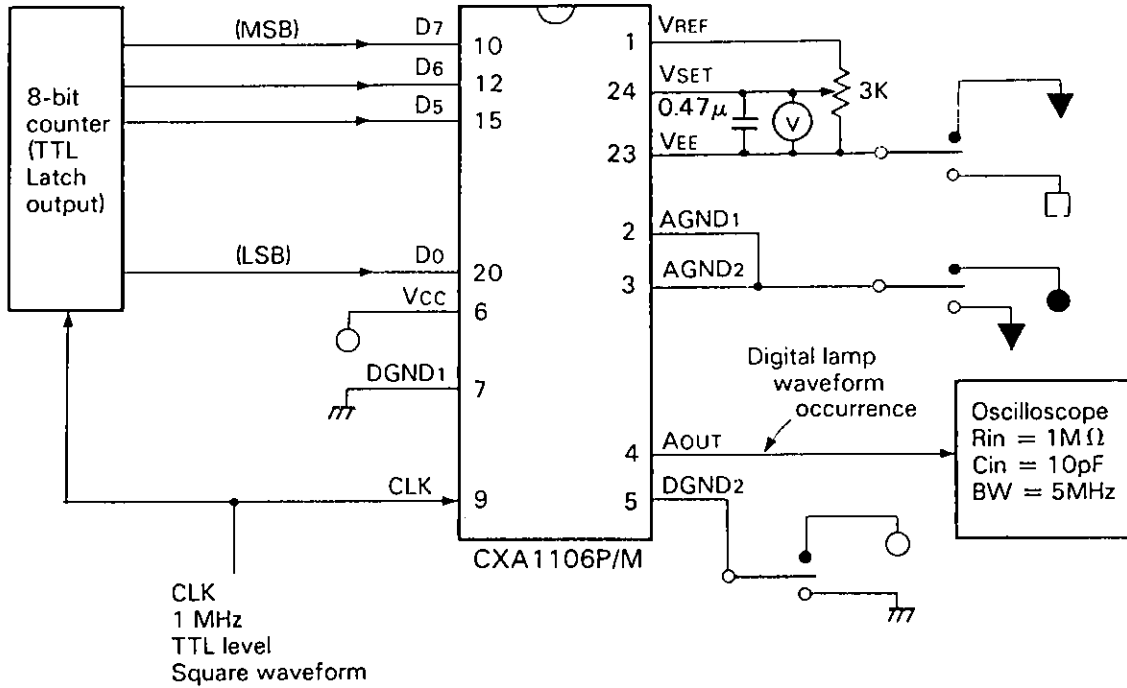 8-bit
counter
(TTL
Latch
output)
(MSB)
D7
10
D6
12
D5
15
(LSB)
D0
20
VCC
6
DGND1
7
CLK
9
CLK
1 MHz
TTL level
Square waveform
CXA1106P/M
1
VREF
24
VSET
0.47μ
V
3K
23
VEE
2
AGND1
3
AGND2
Digital lamp
waveform
occurrence
4
AOUT
5
DGND2
Oscilloscope
Rin = 1MΩ
Cin = 10pF
BW = 5MHz